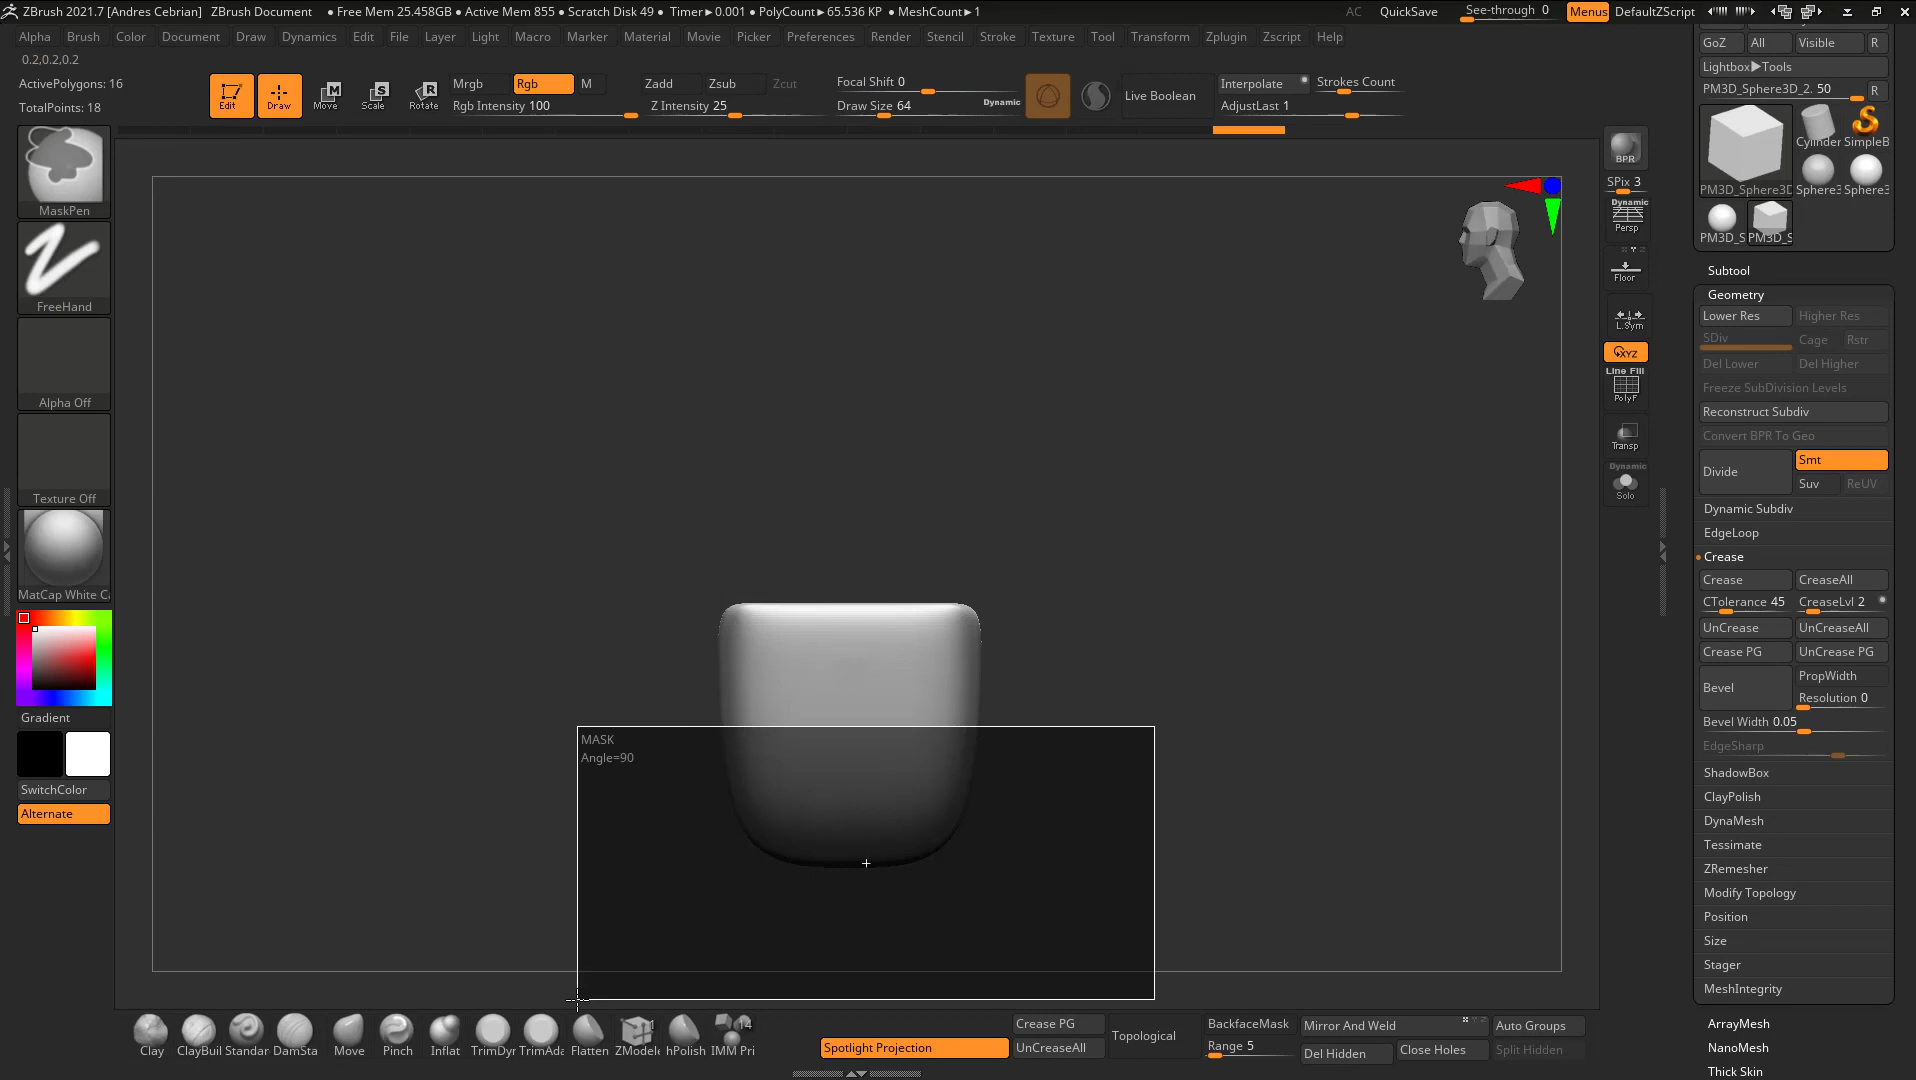 ZBrush 2021.7 [Andres Cebrian] ZBrush Document • Free Mem 25.458GB • Active Mem 855 • Scratch Disk 49 • Timer►0.001 • PolyCount►65.536 KP • MeshCount►1 AC QuickSave See-through 0 Menus DefaultZScript
Alpha Brush Color Document Draw Dynamics Edit File Layer Light Macro Marker Material Movie Picker Preferences Render Stencil Stroke Texture Tool Transform Zplugin Zscript Help
0.2,0.2,0.2
ActivePolygons: 16
TotalPoints: 18
Edit Draw Move Scale Rotate
Mrgb Rgb M
Rgb Intensity 100
Zadd Zsub Zcut
Z Intensity 25
Focal Shift 0
Draw Size 64 Dynamic
Live Boolean
Interpolate Strokes Count
AdjustLast 1
MaskPen
FreeHand
Alpha Off
Texture Off
MatCap White Ca
Gradient
SwitchColor
Alternate
MASK
Angle=90
BPR
SPix 3
Dynamic
Persp
Floor
L.Sym
XYZ
Line Fill
PolyF
Transp
Dynamic
Solo
GoZ All Visible R
Lightbox►Tools
PM3D_Sphere3D_2. 50 R
Cylinder SimpleB
PM3D_Sphere3D Sphere3 Sphere3
PM3D_S PM3D_S
Subtool
Geometry
Lower Res Higher Res
SDiv Cage Rstr
Del Lower Del Higher
Freeze SubDivision Levels
Reconstruct Subdiv
Convert BPR To Geo
Divide Smt
Suv ReUV
Dynamic Subdiv
EdgeLoop
Crease
Crease CreaseAll
CTolerance 45 CreaseLvl 2
UnCrease UnCreaseAll
Crease PG UnCrease PG
Bevel PropWidth
Resolution 0
Bevel Width 0.05
EdgeSharp
ShadowBox
ClayPolish
DynaMesh
Tessimate
ZRemesher
Modify Topology
Position
Size
Stager
MeshIntegrity
ArrayMesh
NanoMesh
Thick Skin
Clay ClayBuil Standar DamSta Move Pinch Inflat TrimDyr TrimAda Flatten ZModele hPolish IMM Pri
14
Spotlight Projection
Crease PG
UnCreaseAll
Topological
BackfaceMask
Range 5
Mirror And Weld
Del Hidden Close Holes
Auto Groups
Split Hidden